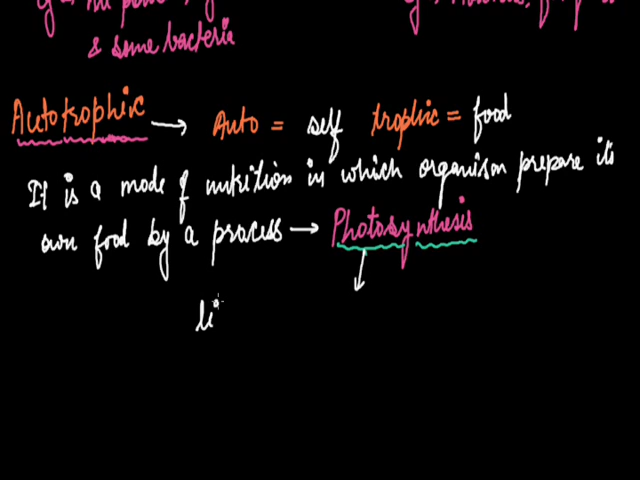 & some bacteria
Autotrophic → Auto = self trophic = food
It is a mode of nutrition in which organism prepare its
own food by a process → Photosynthesis
li